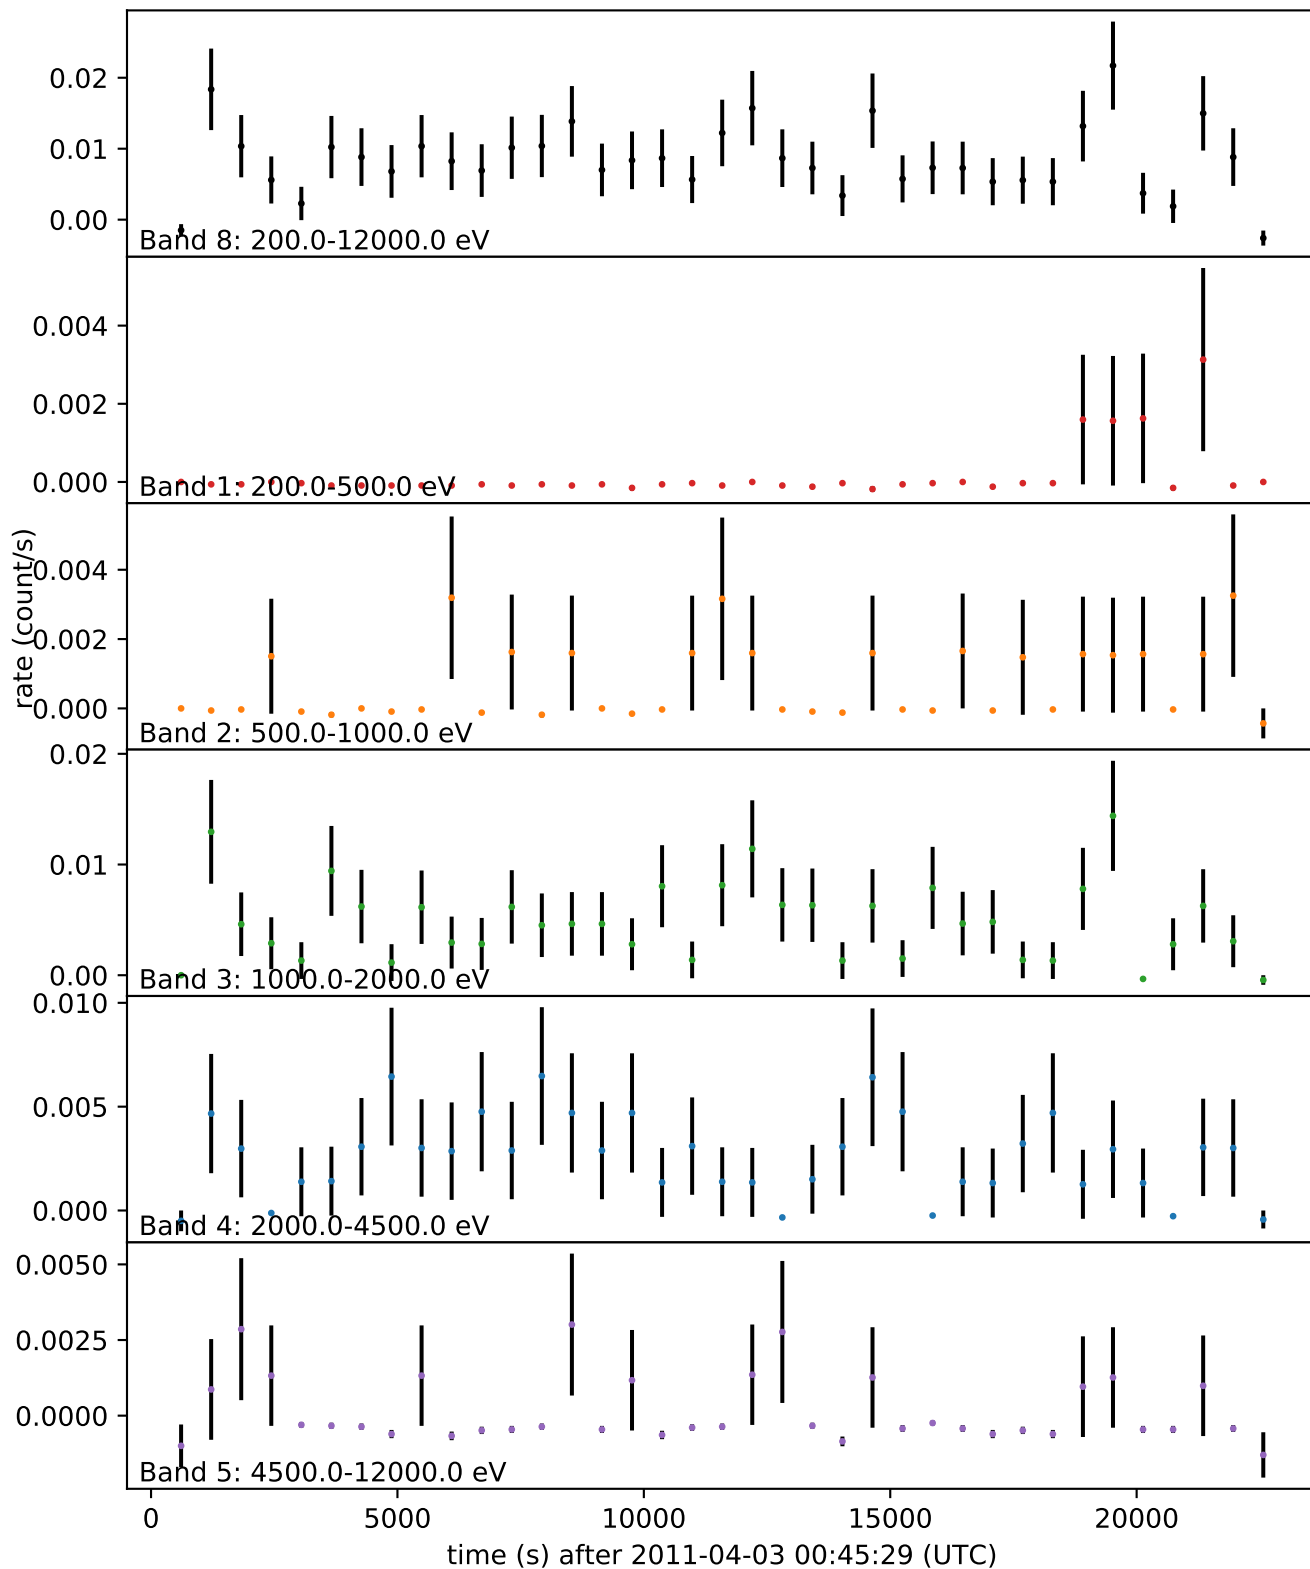 0.02
0.01
0.00
Band 8: 200.0-12000.0 eV
0.004
0.002
0.000
Band 1: 200.0-500.0 eV
rate (count/s)
0.004
0.002
0.000
Band 2: 500.0-1000.0 eV
0.02
0.01
0.00
Band 3: 1000.0-2000.0 eV
0.010
0.005
0.000
Band 4: 2000.0-4500.0 eV
0.0050
0.0025
0.0000
Band 5: 4500.0-12000.0 eV
0 5000 10000 15000 20000
time (s) after 2011-04-03 00:45:29 (UTC)